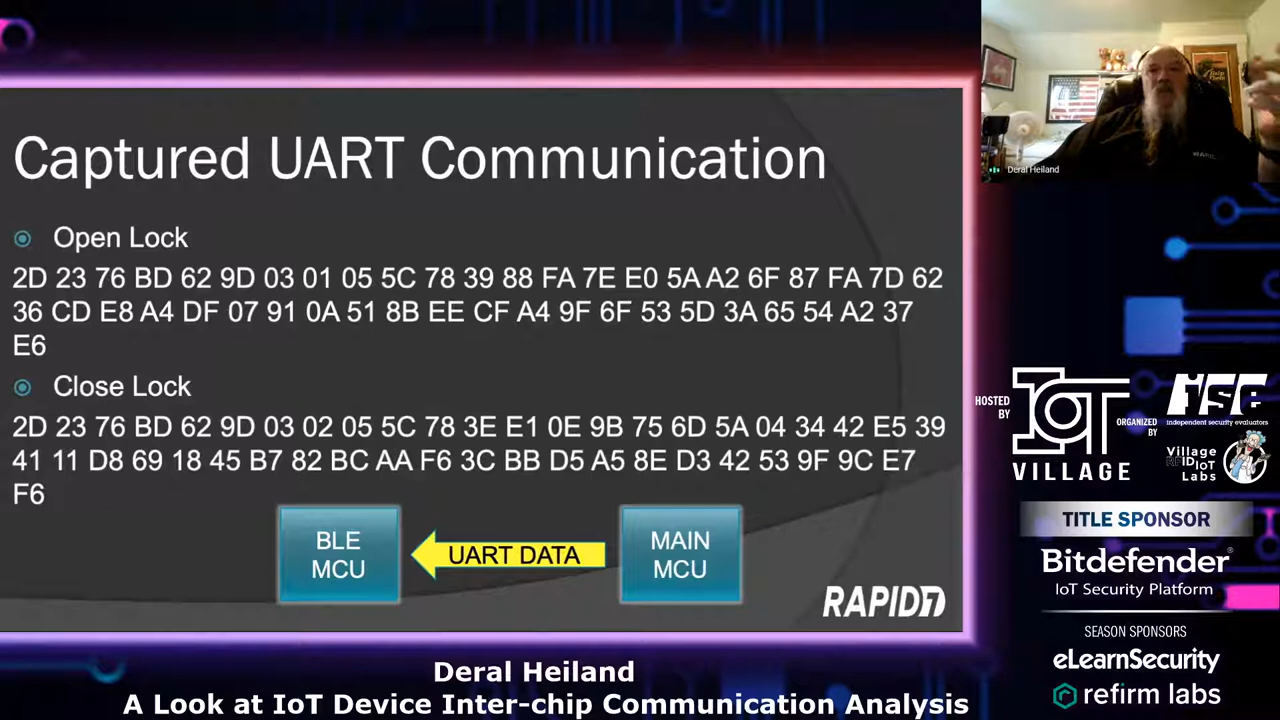 Captured UART Communication
Open Lock
2D 23 76 BD 62 9D 03 01 05 5C 78 39 88 FA 7E E0 5A A2 6F 87 FA 7D 62
36 CD E8 A4 DF 07 91 0A 51 8B EE CF A4 9F 6F 53 5D 3A 65 54 A2 37
E6
Close Lock
2D 23 76 BD 62 9D 03 02 05 5C 78 3E E1 0E 9B 75 6D 5A 04 34 42 E5 39
41 11 D8 69 18 45 B7 82 BC AA F6 3C BB D5 A5 8E D3 42 53 9F 9C E7
F6
BLE
MCU
UART DATA
MAIN
MCU
RAPID7
Deral Heiland
HOSTED
BY
IOT
VILLAGE
ORGANIZED
BY
ISE
independent security evaluators
Village
RFID IoT
Labs
TITLE SPONSOR
Bitdefender®
IoT Security Platform
SEASON SPONSORS
eLearnSecurity
refirm labs
Deral Heiland
A Look at IoT Device Inter-chip Communication Analysis